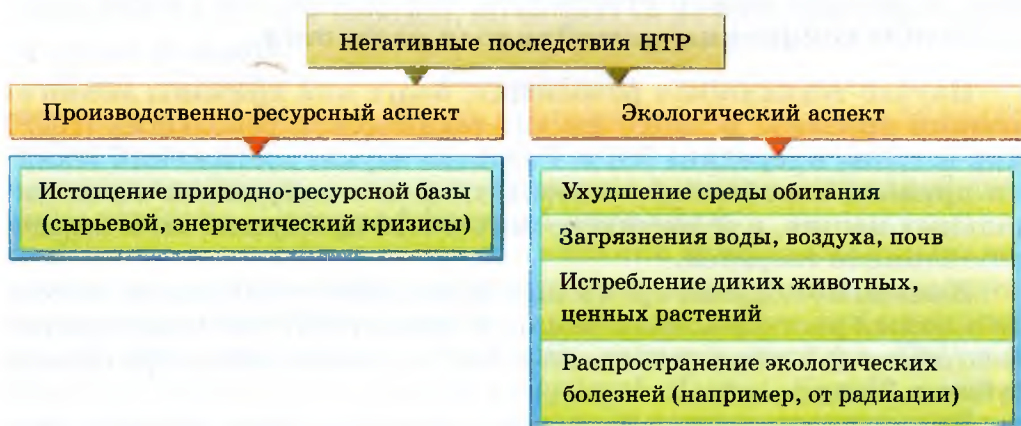 Негативные последствия НТР
Производственно-ресурсный аспект
Истощение природно-ресурсной базы
(сырьевой, энергетический кризисы)
Экологический аспект
Ухудшение среды обитания
Загрязнения воды, воздуха, почв
Истребление диких животных,
ценных растений
Распространение экологических
болезней (например, от радиации)